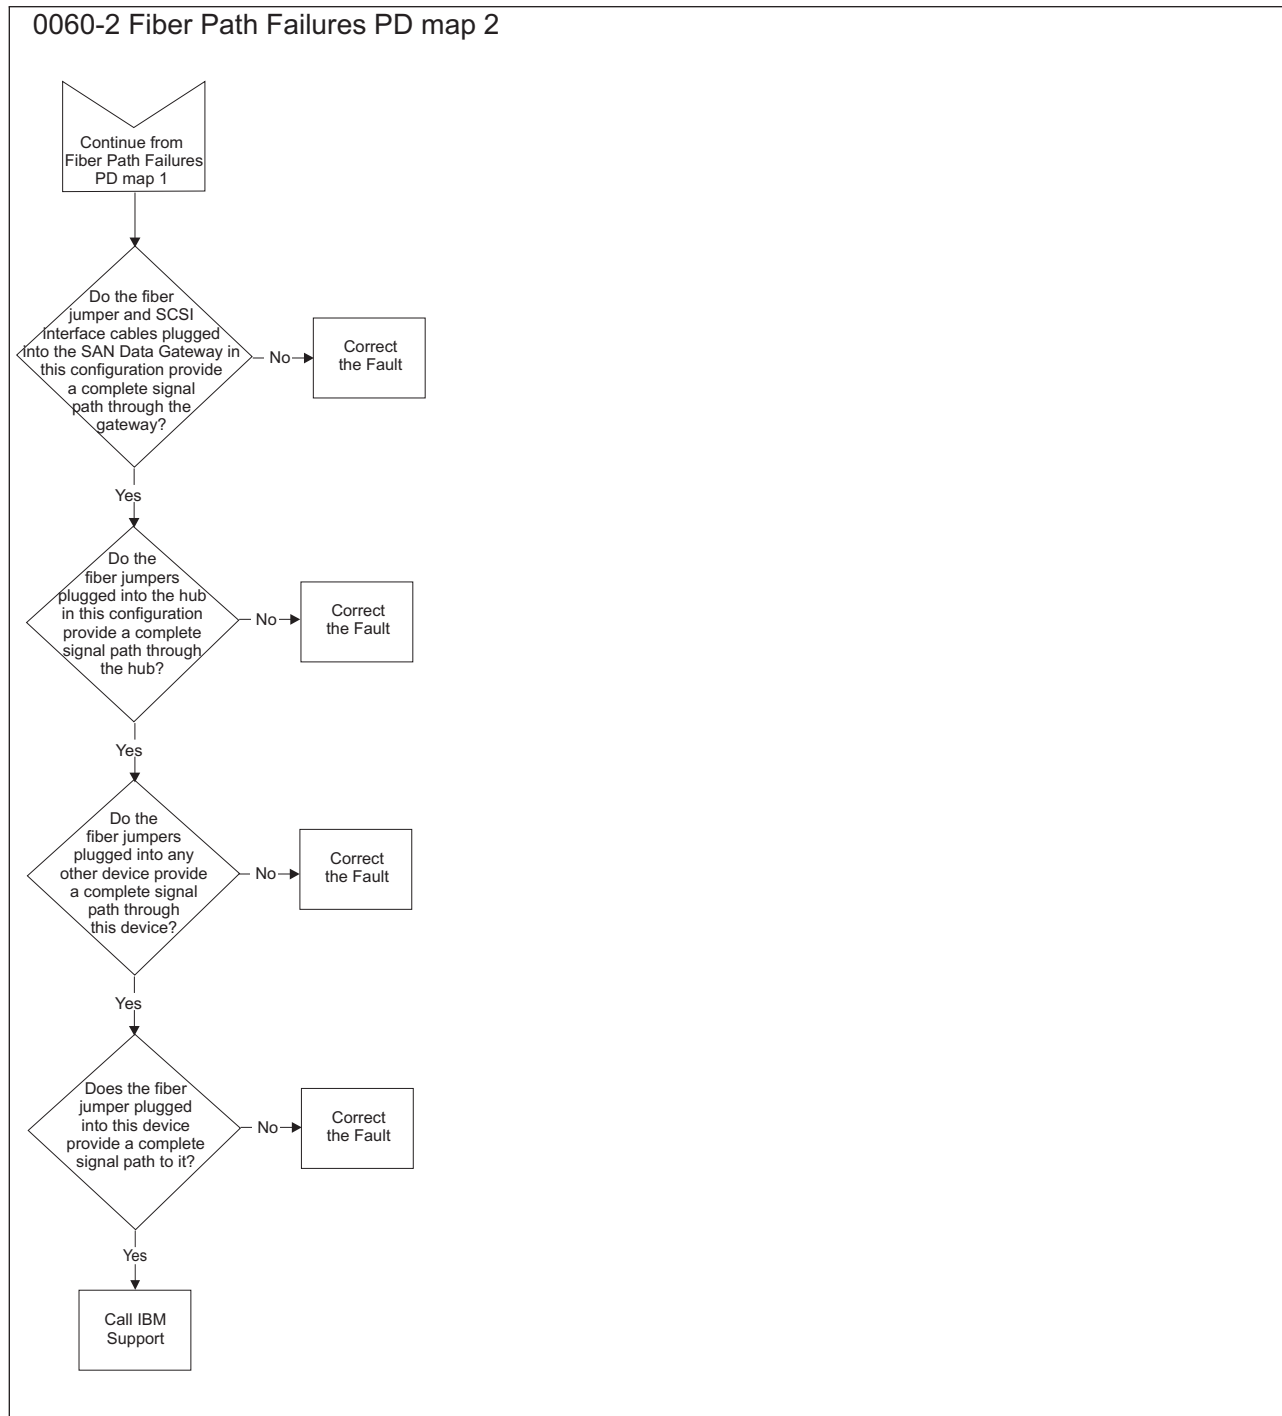 0060-2 Fiber Path Failures PD map 2
Continue from
Fiber Path Failures
PD map 1
Do the fiber
jumper and SCSI
interface cables plugged
into the SAN Data Gateway in
this configuration provide
a complete signal
path through the
gateway?
No
Correct
the Fault
Yes
Do the
fiber jumpers
plugged into the hub
in this configuration
provide a complete
signal path through
the hub?
No
Correct
the Fault
Yes
Do the
fiber jumpers
plugged into any
other device provide
a complete signal
path through
this device?
No
Correct
the Fault
Yes
Does the fiber
jumper plugged
into this device
provide a complete
signal path to it?
No
Correct
the Fault
Yes
Call IBM
Support